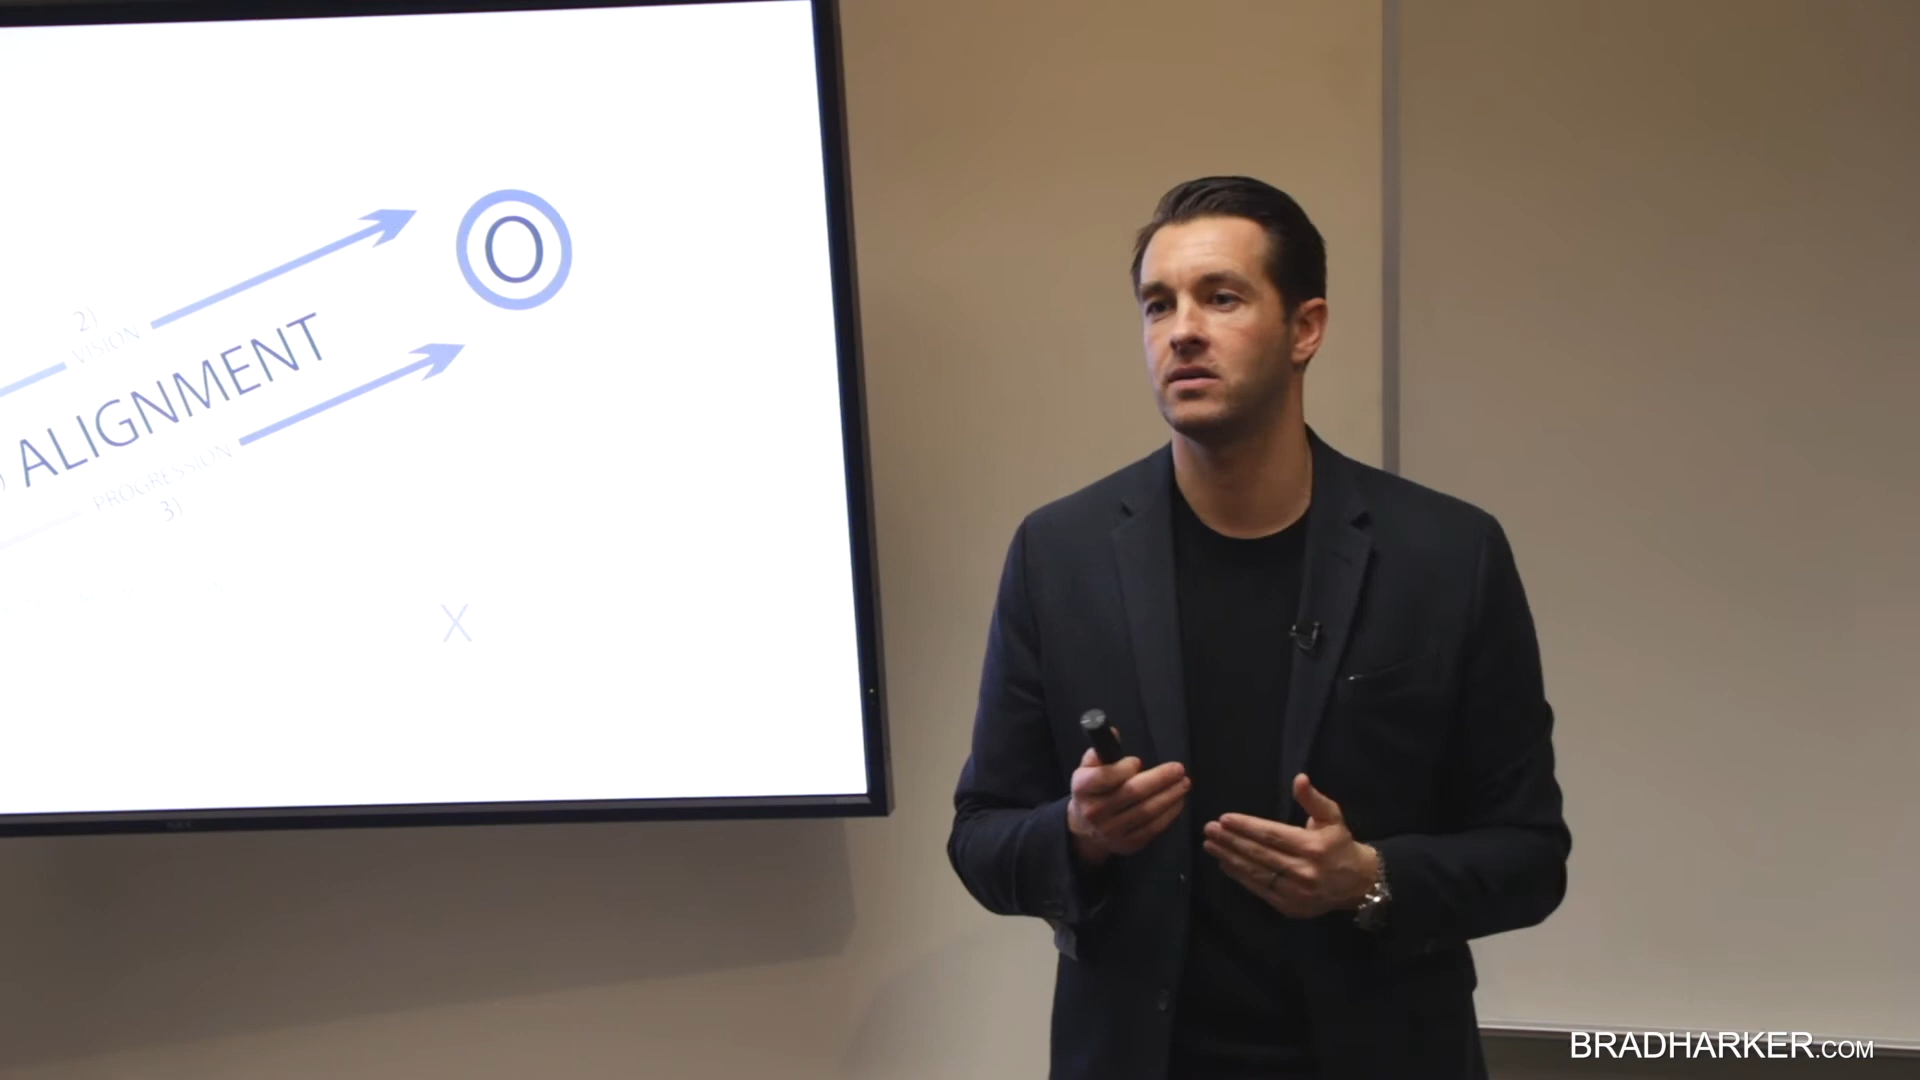 2)
VISION
ALIGNMENT
PROGRESSION
3)
O
X
BRADHARKER.COM